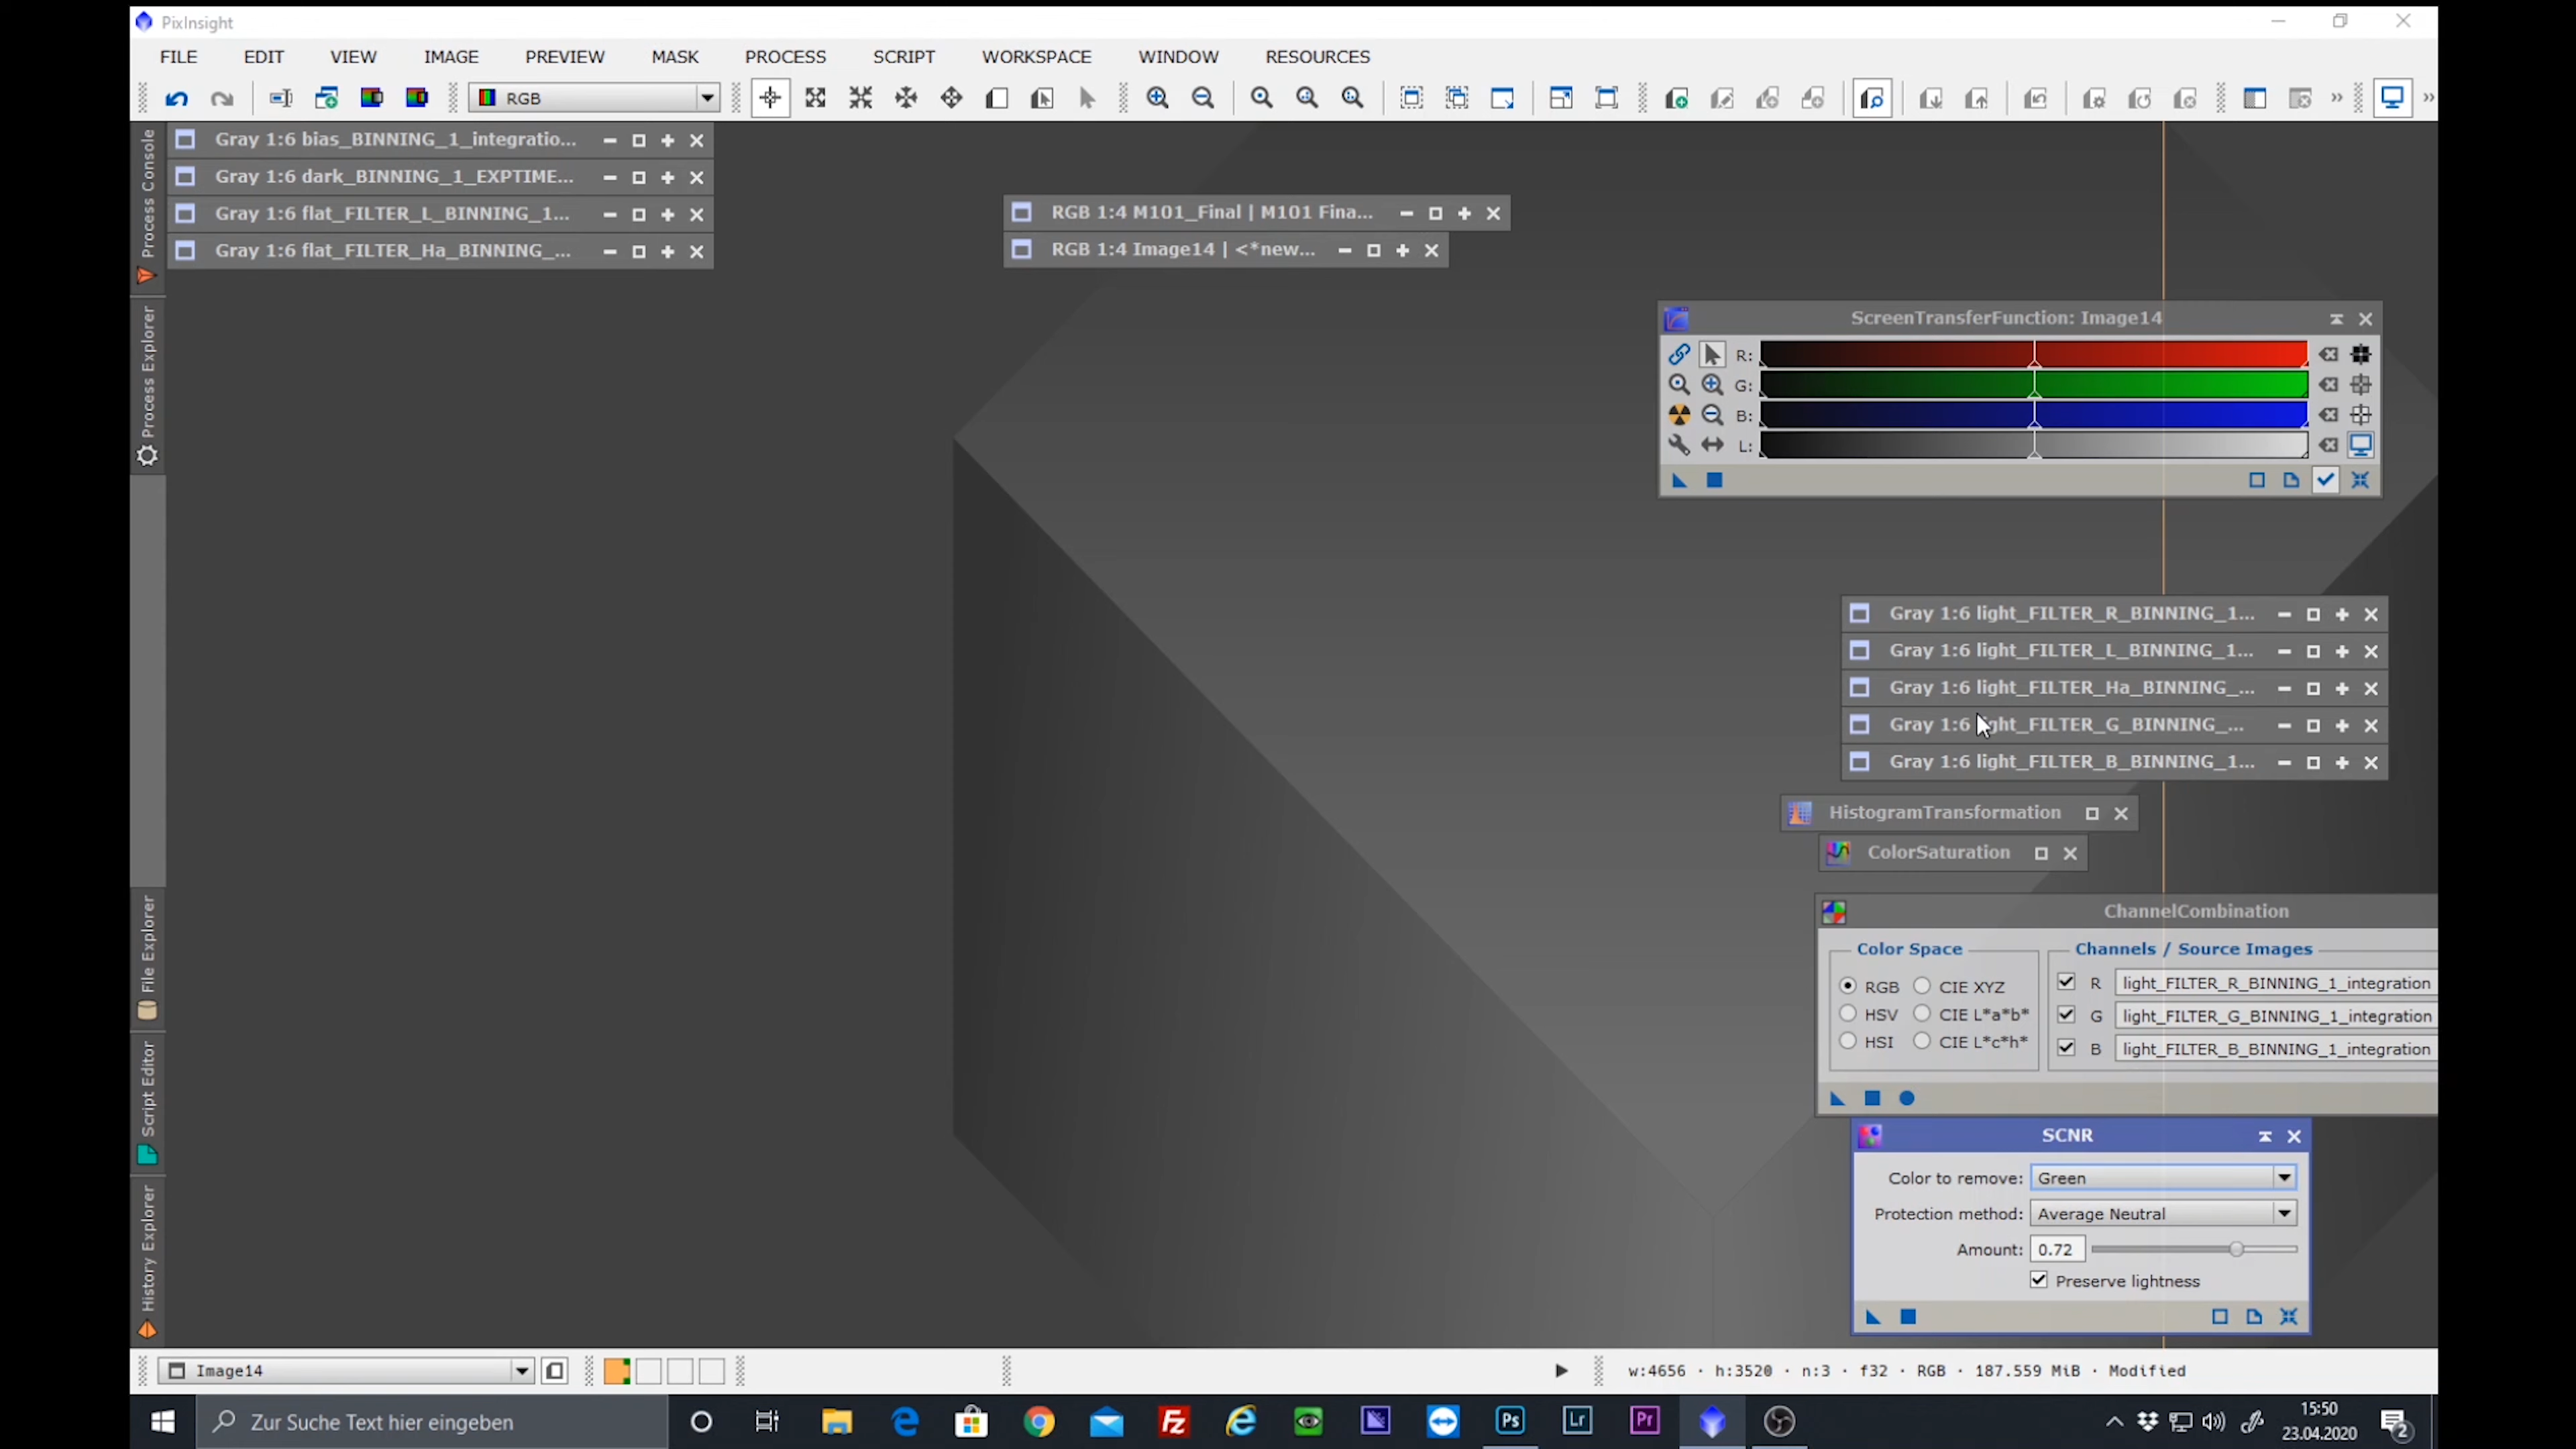 PixInsight
FILE EDIT VIEW IMAGE PREVIEW MASK PROCESS SCRIPT WORKSPACE WINDOW RESOURCES
RGB
Process Console
Process Explorer
File Explorer
Script Editor
History Explorer
Gray 1:6 bias_BINNING_1_integratio...
Gray 1:6 dark_BINNING_1_EXPTIME...
Gray 1:6 flat_FILTER_L_BINNING_1...
Gray 1:6 flat_FILTER_Ha_BINNING_...
RGB 1:4 M101_Final | M101 Fina...
RGB 1:4 Image14 | <*new...
ScreenTransferFunction: Image14
R:
G:
B:
L:
Gray 1:6 light_FILTER_R_BINNING_1...
Gray 1:6 light_FILTER_L_BINNING_1...
Gray 1:6 light_FILTER_Ha_BINNING_...
Gray 1:6 light_FILTER_G_BINNING_...
Gray 1:6 light_FILTER_B_BINNING_1...
HistogramTransformation
ColorSaturation
ChannelCombination
Color Space
RGB CIE XYZ
HSV CIE L*a*b*
HSI CIE L*c*h*
Channels / Source Images
R light_FILTER_R_BINNING_1_integration
G light_FILTER_G_BINNING_1_integration
B light_FILTER_B_BINNING_1_integration
SCNR
Color to remove: Green
Protection method: Average Neutral
Amount: 0.72
Preserve lightness
Image14
w:4656 · h:3520 · n:3 · f32 · RGB · 187.559 MiB · Modified
Zur Suche Text hier eingeben
Fz
Ps
Lr
Pr
15:50
23.04.2020
2